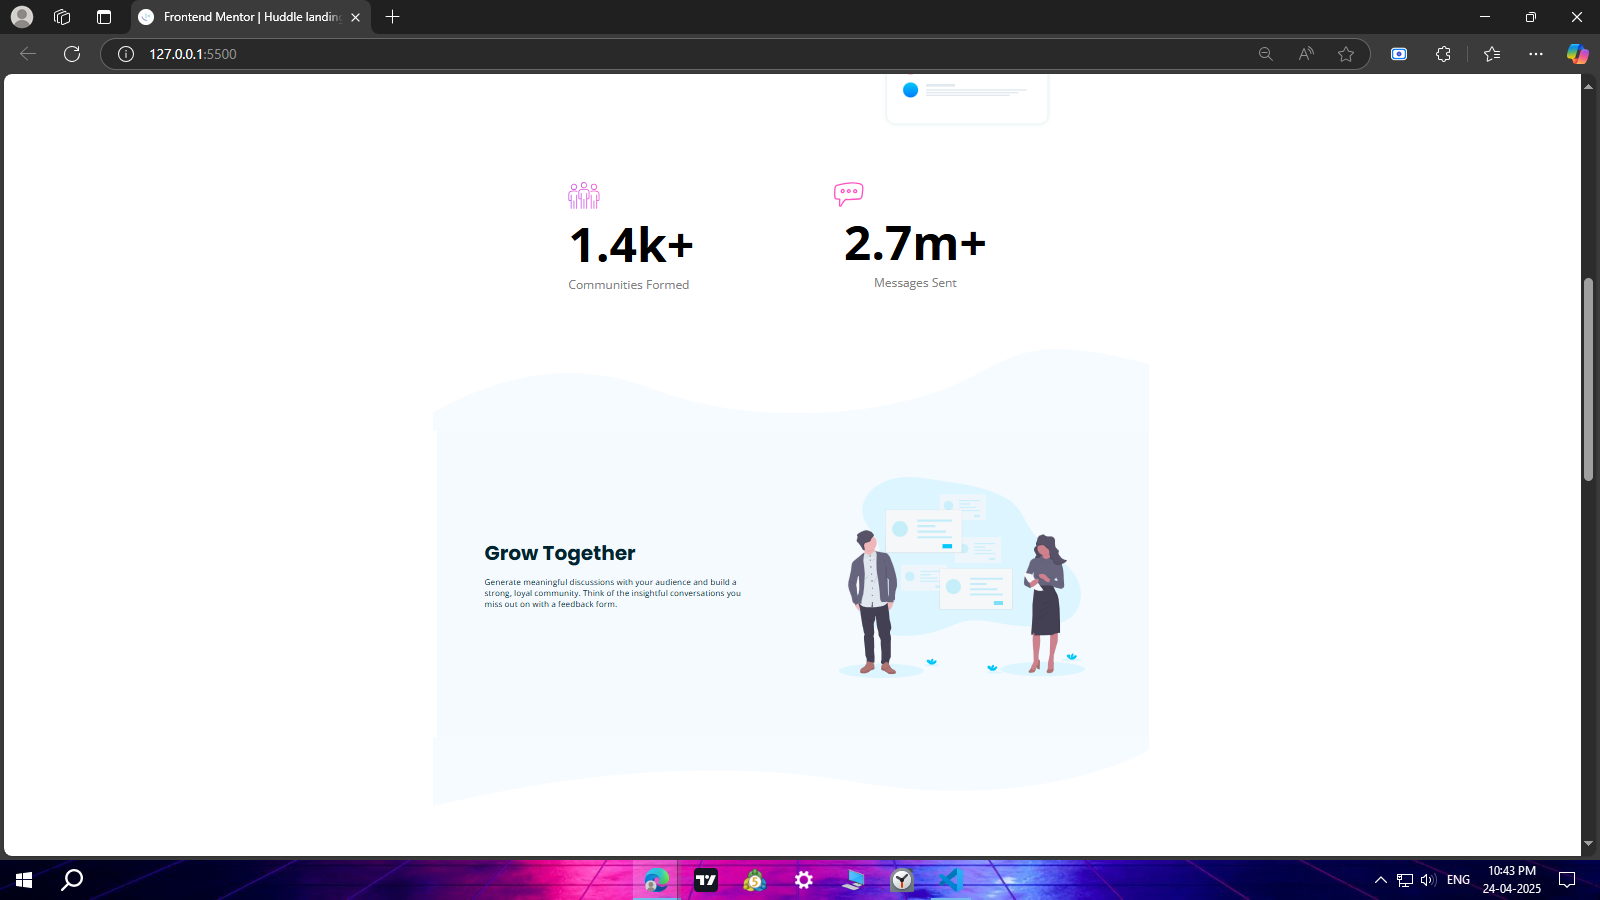 Frontend Mentor | Huddle landin
127.0.0.1:5500
1.4k+
Communities Formed
2.7m+
Messages Sent
Grow Together
Generate meaningful discussions with your audience and build a
strong, loyal community. Think of the insightful conversations you
miss out on with a feedback form.
ENG
10:43 PM
24-04-2025